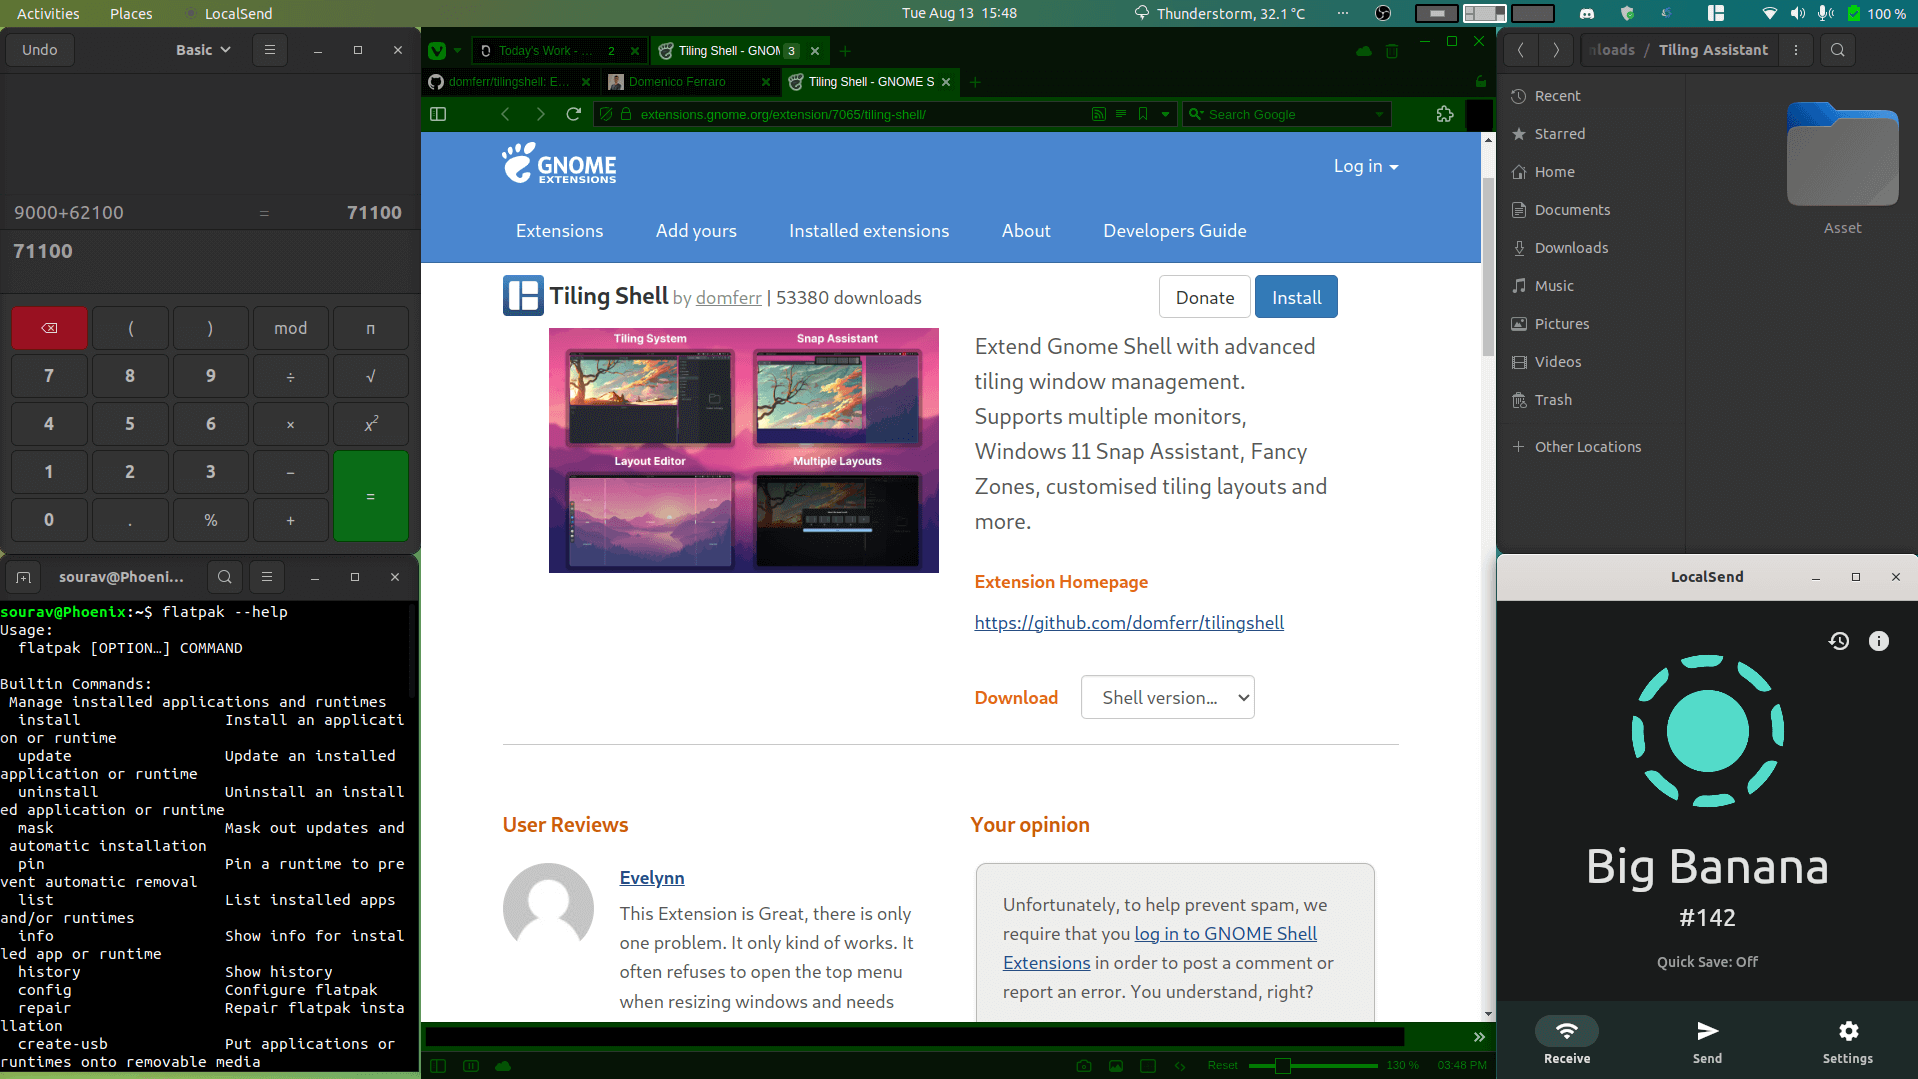 Activities Places LocalSend Tue Aug 13 15:48 Thunderstorm, 32.1 °C ··· 100 %
Undo Basic
9000+62100 = 71100
71100
( ) mod π
7 8 9 ÷ √
4 5 6 × x²
1 2 3 −
=
0 . % +
sourav@Phoeni...
sourav@Phoenix:~$ flatpak --help
Usage:
flatpak [OPTION…] COMMAND
Builtin Commands:
Manage installed applications and runtimes
install Install an applicati
on or runtime
update Update an installed
application or runtime
uninstall Uninstall an install
ed application or runtime
mask Mask out updates and
automatic installation
pin Pin a runtime to pre
vent automatic removal
list List installed apps
and/or runtimes
info Show info for instal
led app or runtime
history Show history
config Configure flatpak
repair Repair flatpak insta
llation
create-usb Put applications or
runtimes onto removable media
Today's Work - ... 2 Tiling Shell - GNOM 3
domferr/tilingshell: E... Domenico Ferraro Tiling Shell - GNOME S
extensions.gnome.org/extension/7065/tiling-shell/ Search Google
GNOME
EXTENSIONS
Log in
Extensions Add yours Installed extensions About Developers Guide
Tiling Shell by domferr | 53380 downloads
Donate Install
Tiling System Snap Assistant
Layout Editor Multiple Layouts
Extend Gnome Shell with advanced
tiling window management.
Supports multiple monitors,
Windows 11 Snap Assistant, Fancy
Zones, customised tiling layouts and
more.
Extension Homepage
https://github.com/domferr/tilingshell
Download Shell version...
User Reviews
Evelynn
This Extension is Great, there is only
one problem. It only kind of works. It
often refuses to open the top menu
when resizing windows and needs
Your opinion
Unfortunately, to help prevent spam, we
require that you log in to GNOME Shell
Extensions in order to post a comment or
report an error. You understand, right?
Reset 130 % 03:48 PM
nloads / Tiling Assistant
Recent
Starred
Home
Documents
Downloads
Music
Pictures
Videos
Trash
Other Locations
Asset
LocalSend
Big Banana
#142
Quick Save: Off
Receive Send Settings